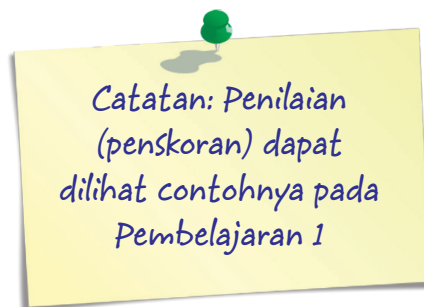 Catatan: Penilaian
(penskoran) dapat
dilihat contohnya pada
Pembelajaran 1